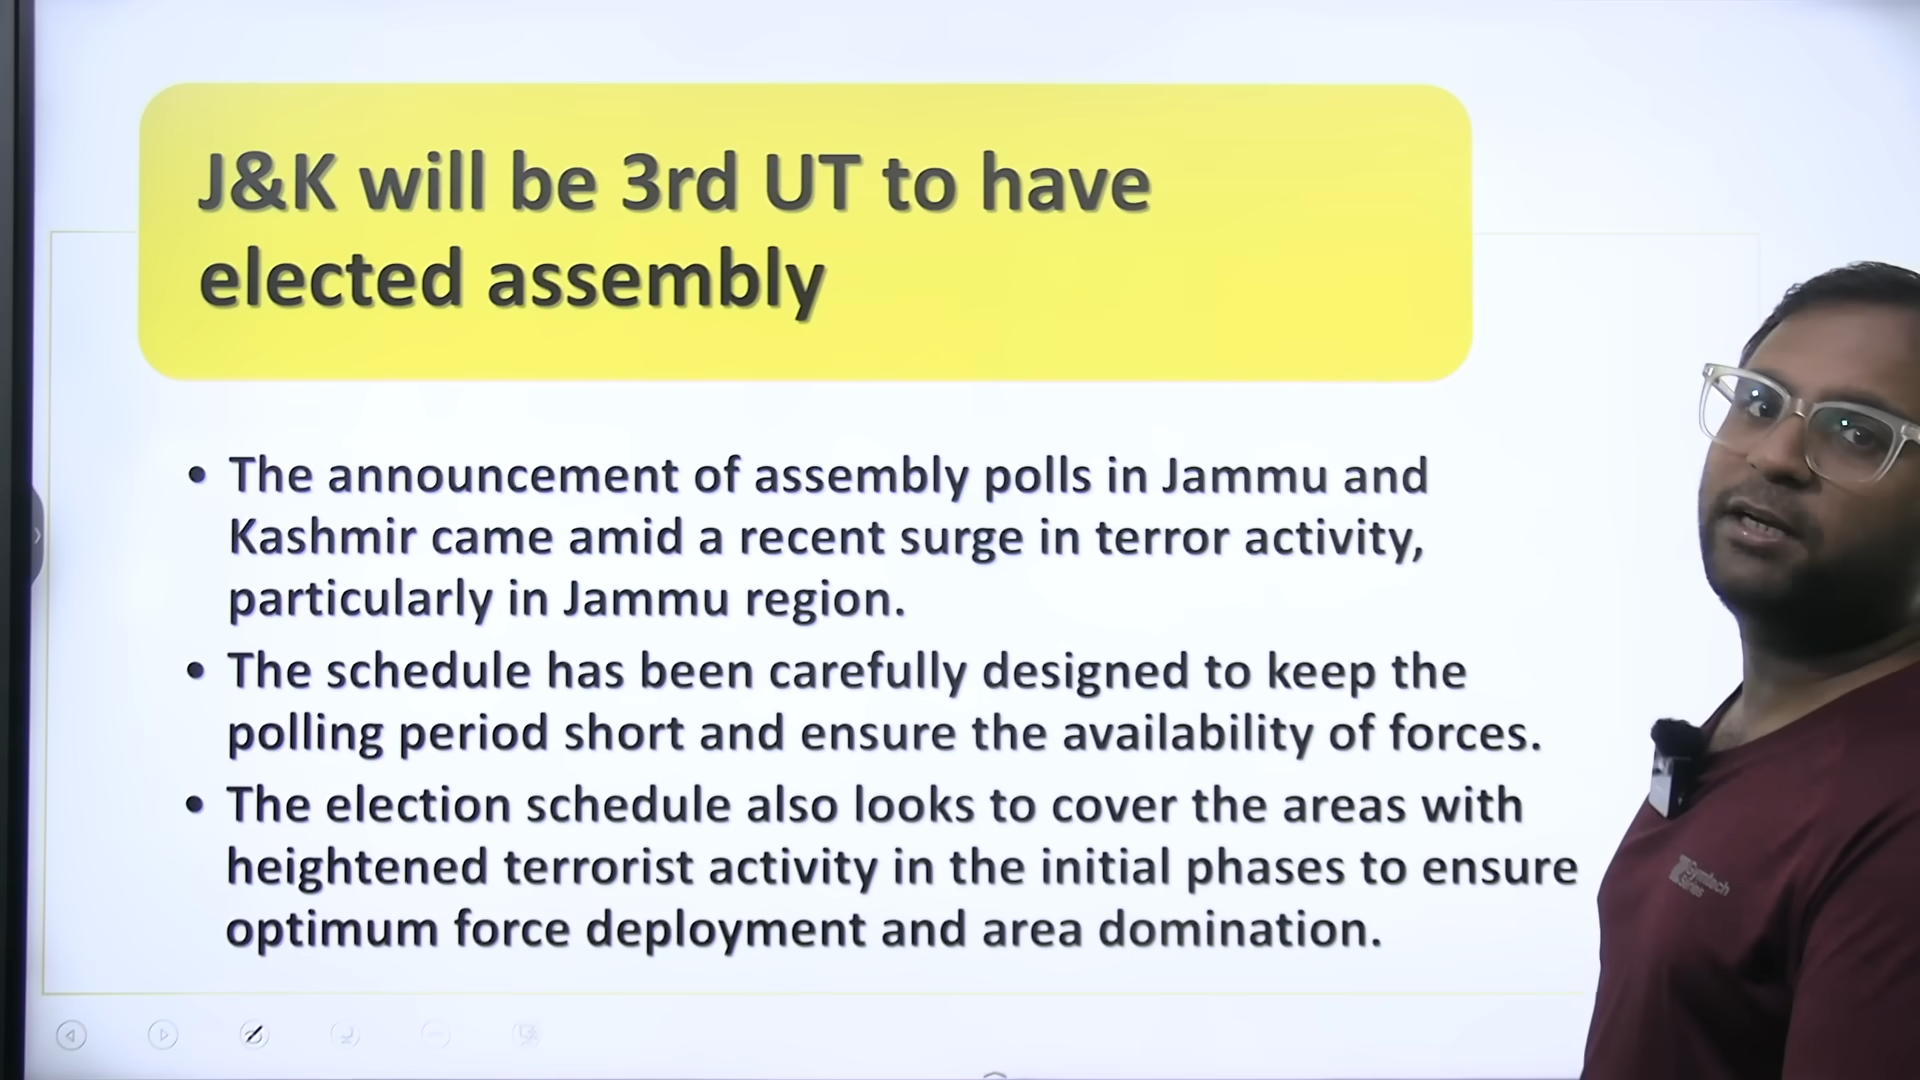 J&K will be 3rd UT to have
elected assembly
• The announcement of assembly polls in Jammu and
Kashmir came amid a recent surge in terror activity,
particularly in Jammu region.
• The schedule has been carefully designed to keep the
polling period short and ensure the availability of forces.
• The election schedule also looks to cover the areas with
heightened terrorist activity in the initial phases to ensure
optimum force deployment and area domination.